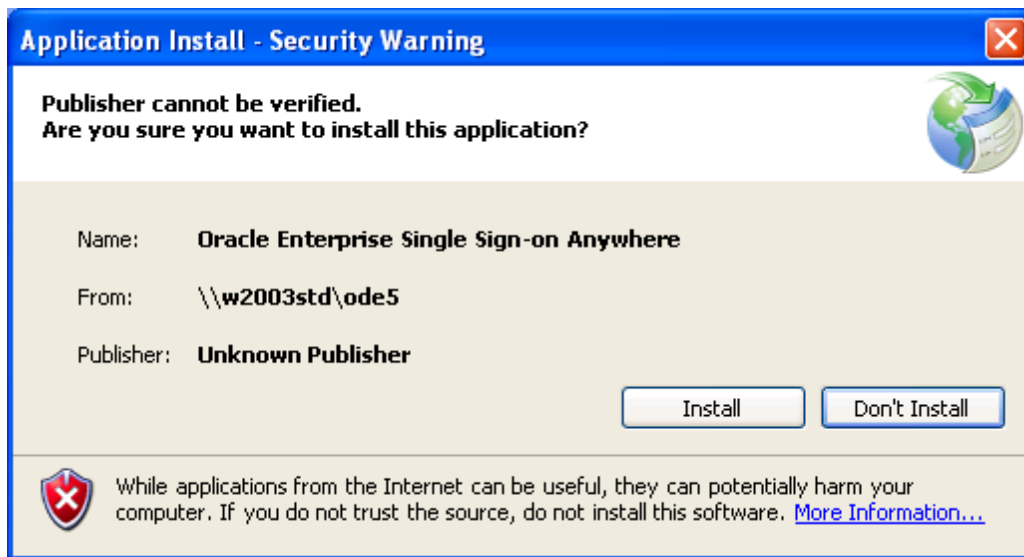 Application Install - Security Warning
Publisher cannot be verified.
Are you sure you want to install this application?
Name: Oracle Enterprise Single Sign-on Anywhere
From: \\w2003std\ode5
Publisher: Unknown Publisher
Install Don't Install
While applications from the Internet can be useful, they can potentially harm your
computer. If you do not trust the source, do not install this software. More Information...